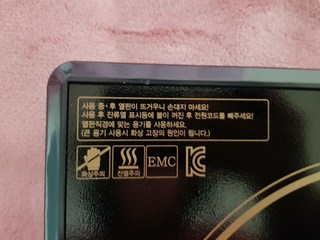 사용 중·후 열판이 뜨거우니 손대지 마세요!
사용 후 잔류열 표시등에 불이 꺼진 후 전원코드를 빼주세요!
열판직경에 맞는 용기를 사용하세요.
(큰 용기 사용시 화상 고장의 원인이 됩니다.)
화상주의
잔열주의
EMC